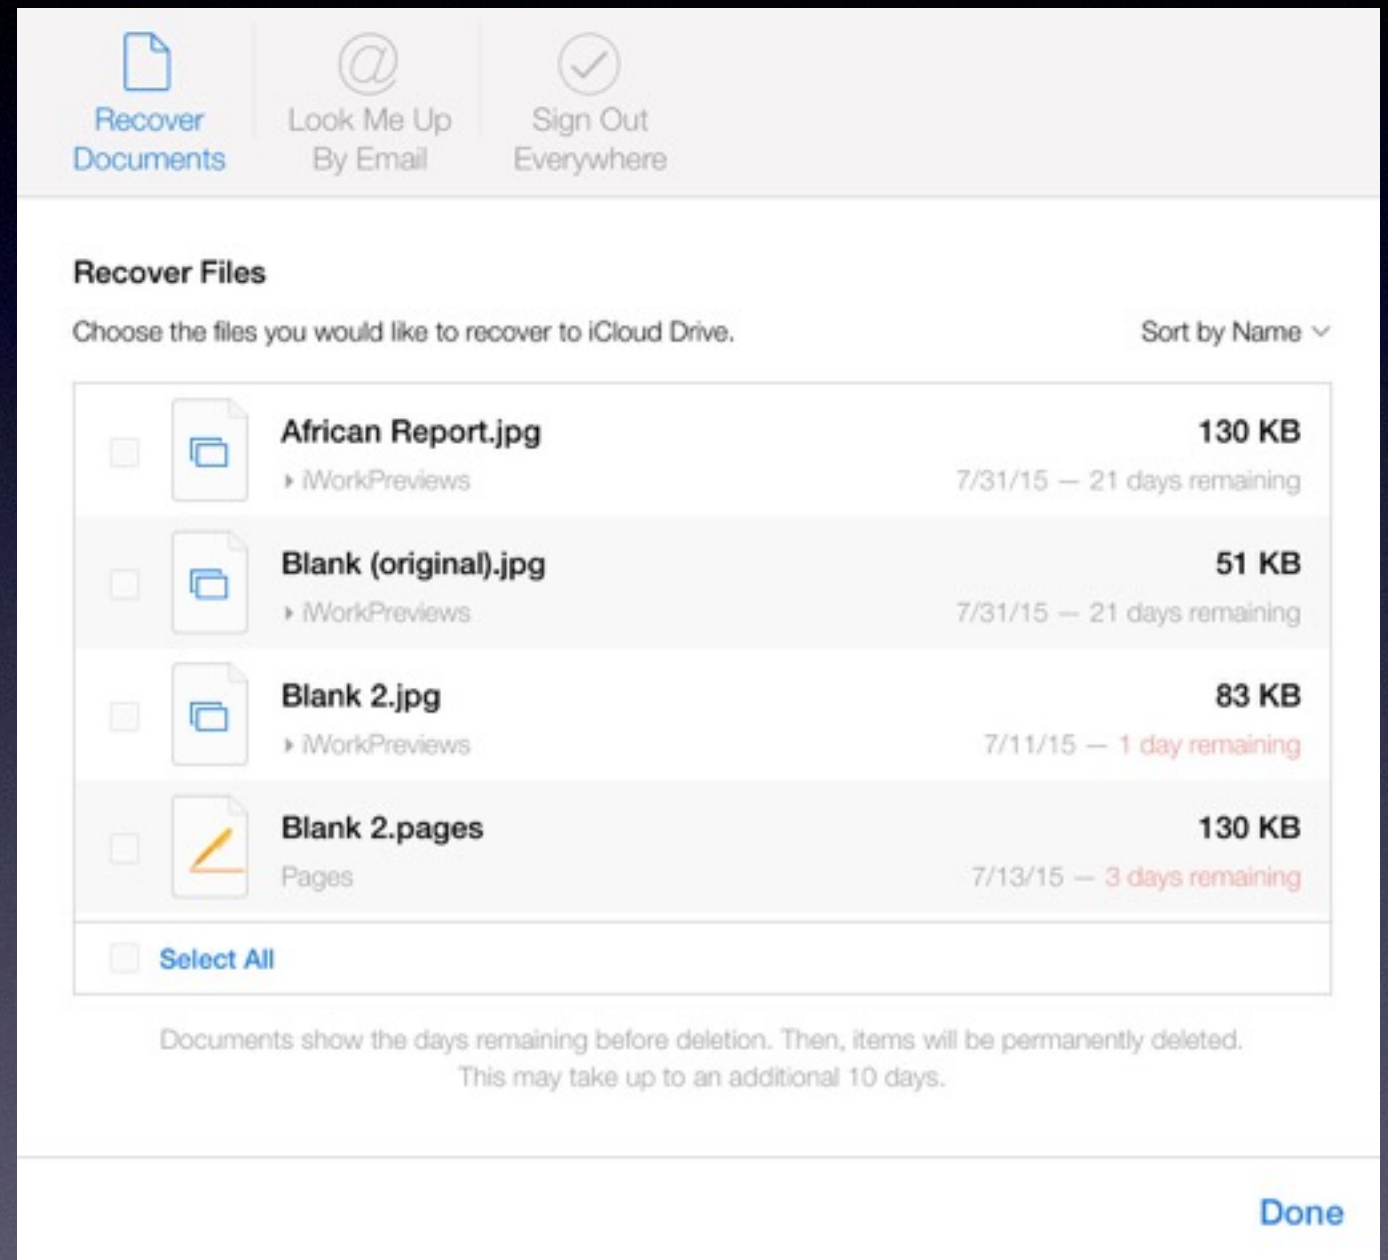 Recover
Documents
Look Me Up
By Email
Sign Out
Everywhere
Recover Files
Choose the files you would like to recover to iCloud Drive.
Sort by Name
African Report.jpg
130 KB
iWorkPreviews
7/31/15 — 21 days remaining
Blank (original).jpg
51 KB
iWorkPreviews
7/31/15 — 21 days remaining
Blank 2.jpg
83 KB
iWorkPreviews
7/11/15 — 1 day remaining
Blank 2.pages
130 KB
Pages
7/13/15 — 3 days remaining
Select All
Documents show the days remaining before deletion. Then, items will be permanently deleted.
This may take up to an additional 10 days.
Done